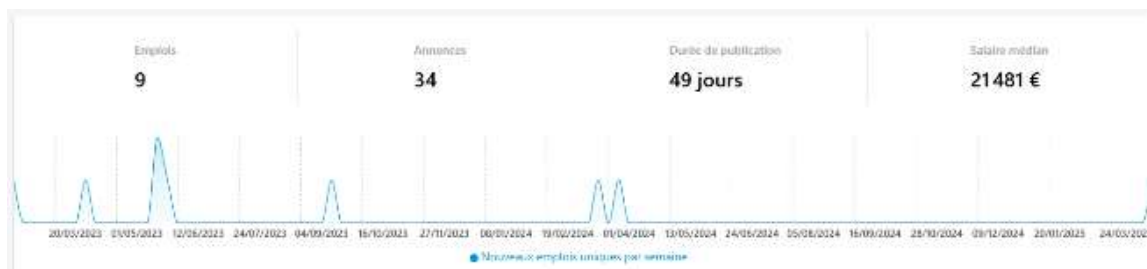 Emplois
9
Annonces
34
Durée de publication
49 jours
Salaire médian
21 481 €
20/03/2023 01/05/2023 12/06/2023 24/07/2023 04/09/2023 16/10/2023 27/11/2023 08/01/2024 19/02/2024 01/04/2024 13/05/2024 24/06/2024 05/08/2024 16/09/2024 28/10/2024 09/12/2024 20/01/2025 24/03/202
Nouveaux emplois uniques par semaine